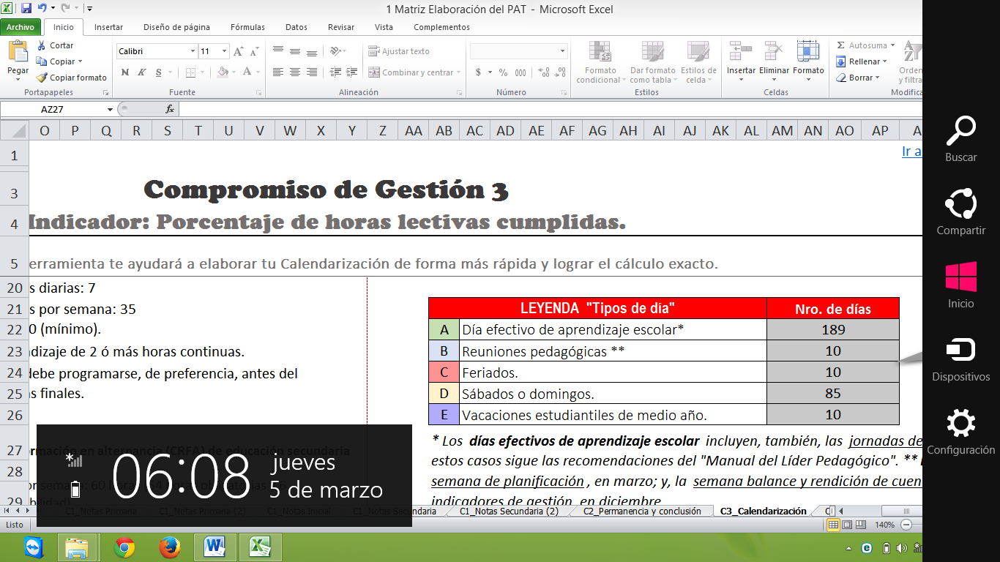 1 Matriz Elaboración del PAT - Microsoft Excel
Archivo Inicio Insertar Diseño de página Fórmulas Datos Revisar Vista Complementos
Pegar
Cortar
Copiar
Copiar formato
Portapapeles
Calibri 11
N K S
Fuente
Ajustar texto
Combinar y centrar
Alineación
$ % 000
Número
Formato condicional
Dar formato como tabla
Estilos de celda
Estilos
Insertar Eliminar Formato
Celdas
Σ Autosuma
Rellenar
Borrar
Orden
y filtra
Modifica
AZ27 fx
O P Q R S T U V W X Y Z AA AB AC AD AE AF AG AH AI AJ AK AL AM AN AO AP A
1 Ir a
3 Compromiso de Gestión 3
4 Indicador: Porcentaje de horas lectivas cumplidas.
5 erramienta te ayudará a elaborar tu Calendarización de forma más rápida y lograr el cálculo exacto.
20 s diarias: 7
21 s por semana: 35
22 0 (mínimo).
23 dizaje de 2 ó más horas continuas.
24 debe programarse, de preferencia, antes del
25 s finales.
26
27 ormación en alternancia (CRFA) de educación secundaria
28
29
LEYENDA "Tipos de día" Nro. de días
A Día efectivo de aprendizaje escolar* 189
B Reuniones pedagógicas ** 10
C Feriados. 10
D Sábados o domingos. 85
E Vacaciones estudiantiles de medio año. 10
* Los días efectivos de aprendizaje escolar incluyen, también, las jornadas de
estos casos sigue las recomendaciones del "Manual del Líder Pedagógico". **
semana de planificación , en marzo; y, la semana balance y rendición de cuen
indicadores de gestión, en diciembre
06:08
jueves
5 de marzo
C1_Notas Primaria C1_Notas Primaria (2) C1_Notas Inicial C1_Notas Secundaria C1_Notas Secundaria (2) C2_Permanencia y conclusión C3_Calendarización C
Listo 140%
Buscar
Compartir
Inicio
Dispositivos
Configuración